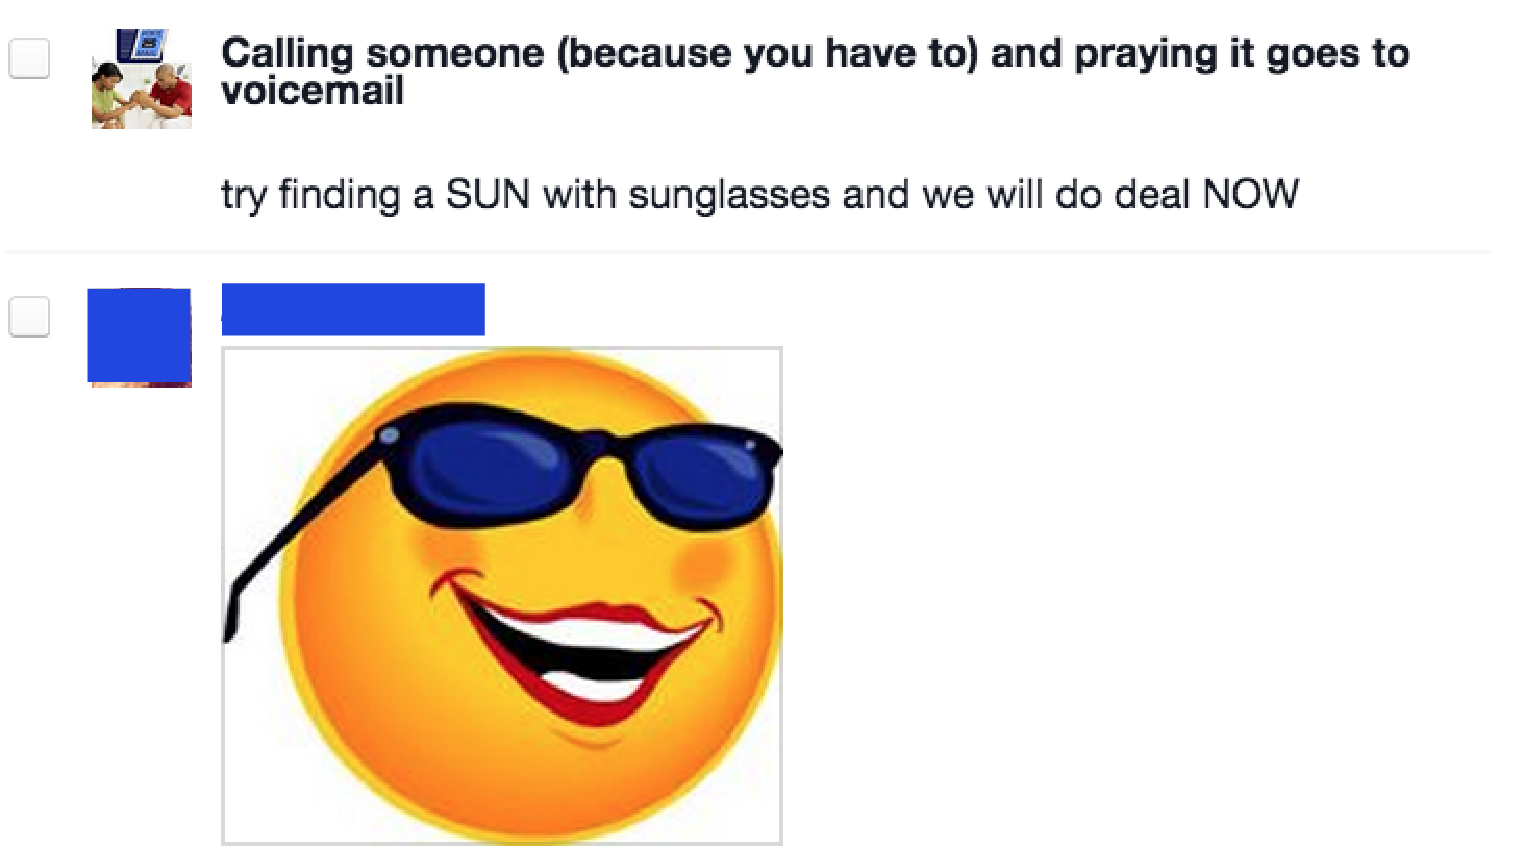 Calling someone (because you have to) and praying it goes to
voicemail
try finding a SUN with sunglasses and we will do deal NOW